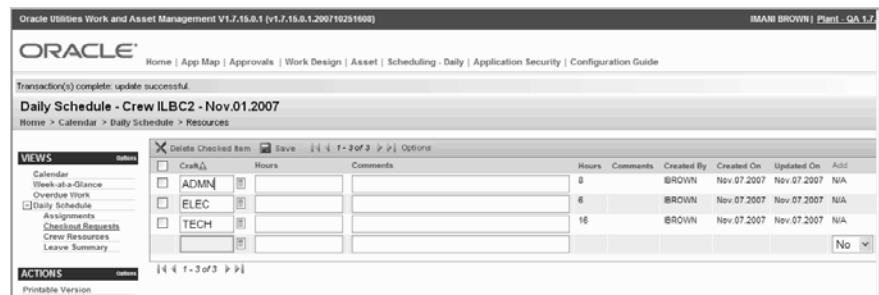 Oracle Utilities Work and Asset Management V1.7.15.0.1 (v1.7.15.0.1.200710251608) IMANI BROWN | Plant - QA 1.7.
ORACLE
Home | App Map | Approvals | Work Design | Asset | Scheduling - Daily | Application Security | Configuration Guide
Transaction(s) complete: update successful.
Daily Schedule - Crew ILBC2 - Nov.01.2007
Home > Calendar > Daily Schedule > Resources
Delete Checked Item Save 1 - 3 of 3 Options
VIEWS Options
Calendar
Week-at-a-Glance
Overdue Work
Daily Schedule
Assignments
Checkout Requests
Crew Resources
Leave Summary
ACTIONS Options
Printable Version
Craft Hours Comments Hours Comments Created By Created On Updated On Add
ADMN 8 IBROWN Nov.07.2007 Nov.07.2007 N/A
ELEC 6 IBROWN Nov.07.2007 Nov.07.2007 N/A
TECH 16 IBROWN Nov.07.2007 Nov.07.2007 N/A
No
1 - 3 of 3